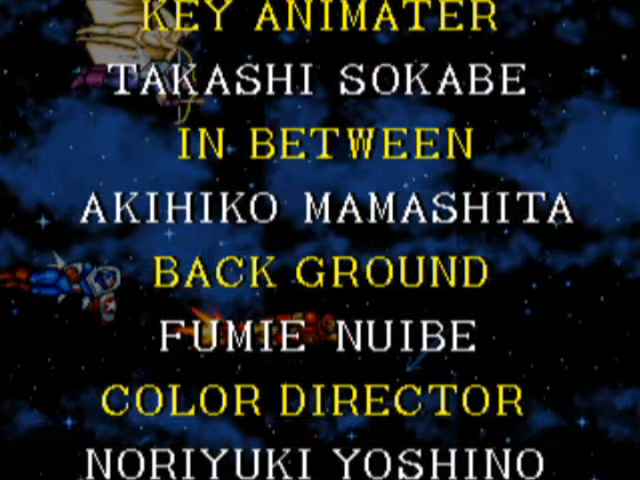 KEY ANIMATER
TAKASHI SOKABE
IN BETWEEN
AKIHIKO MAMASHITA
BACK GROUND
FUMIE NUIBE
COLOR DIRECTOR
NORIYUKI YOSHINO